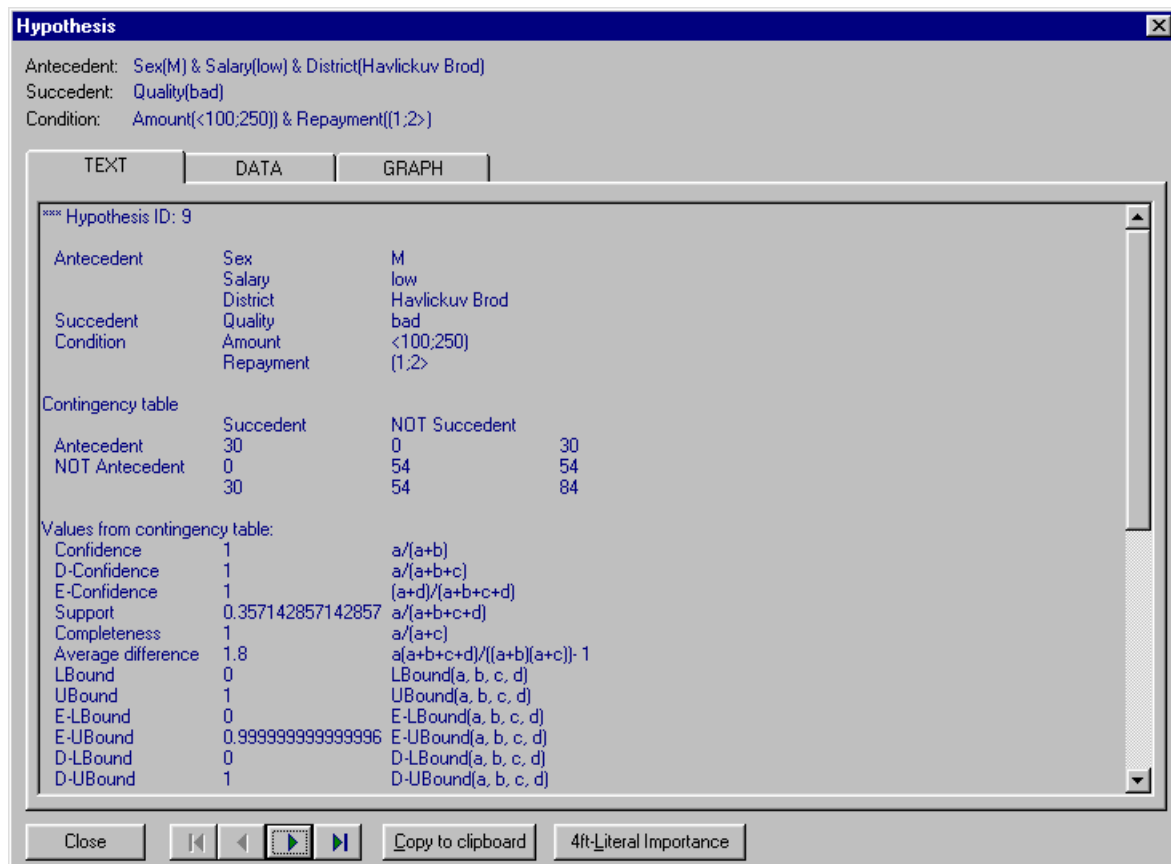 Hypothesis
Antecedent: Sex(M) & Salary(low) & District(Havlickuv Brod)
Succedent: Quality(bad)
Condition: Amount(<100;250)) & Repayment((1;2>)
TEXT DATA GRAPH
*** Hypothesis ID: 9
Antecedent Sex M
Salary low
District Havlickuv Brod
Succedent Quality bad
Condition Amount <100;250)
Repayment (1;2>
Contingency table
Succedent NOT Succedent
Antecedent 30 0 30
NOT Antecedent 0 54 54
30 54 84
Values from contingency table:
Confidence 1 a/(a+b)
D-Confidence 1 a/(a+b+c)
E-Confidence 1 (a+d)/(a+b+c+d)
Support 0.357142857142857 a/(a+b+c+d)
Completeness 1 a/(a+c)
Average difference 1.8 a(a+b+c+d)/((a+b)(a+c))- 1
LBound 0 LBound(a, b, c, d)
UBound 1 UBound(a, b, c, d)
E-LBound 0 E-LBound(a, b, c, d)
E-UBound 0.999999999999996 E-UBound(a, b, c, d)
D-LBound 0 D-LBound(a, b, c, d)
D-UBound 1 D-UBound(a, b, c, d)
Close Copy to clipboard 4ft-Literal Importance